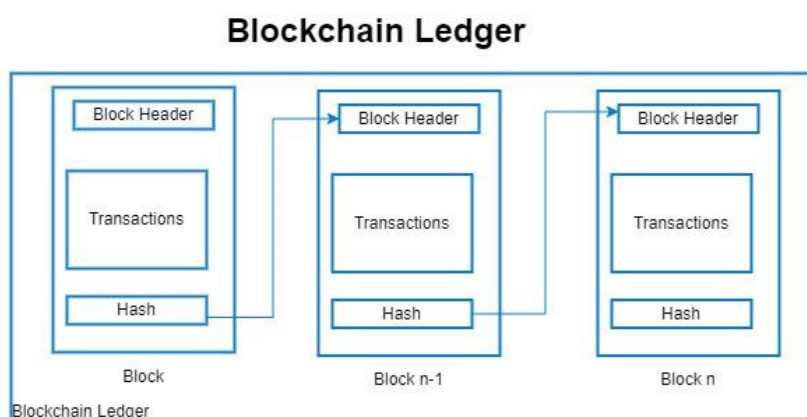 Blockchain Ledger
Block Header
Transactions
Hash
Block
Block Header
Transactions
Hash
Block n-1
Block Header
Transactions
Hash
Block n
Blockchain Ledger